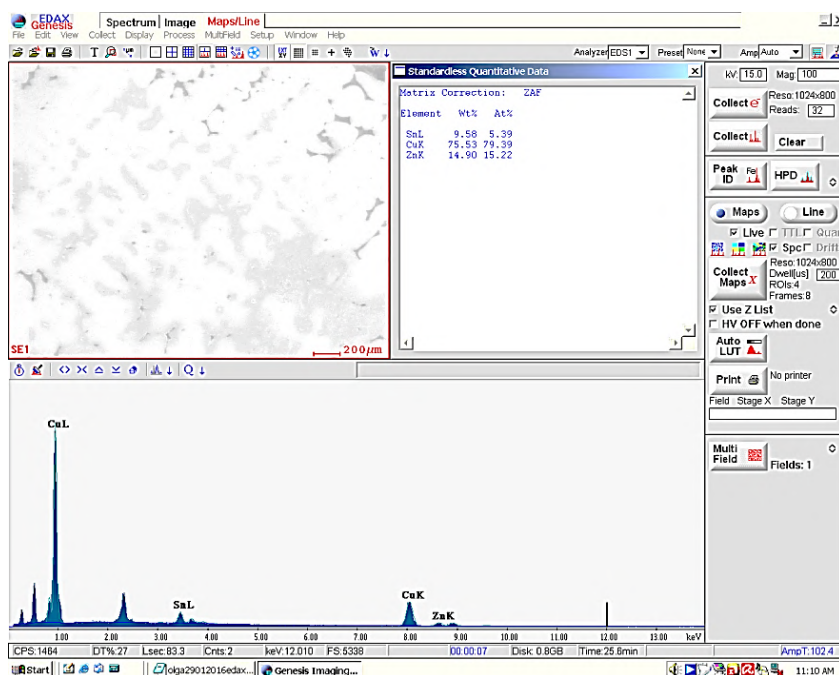 EDAX Genesis
Spectrum Image Maps/Line
File Edit View Collect Display Process MultiField Setup Window Help
Analyzer EDS1 Preset None Amp Auto
kV: 15.0 Mag: 100
Standardless Quantitative Data
Matrix Correction: ZAF
Element Wt% At%
SnL 9.58 5.39
CuK 75.53 79.39
ZnK 14.90 15.22
SE1 200µm
Collect e⁻
Reso:1024x800
Reads: 32
Collect
Clear
Peak ID
HPD
Maps Line
Live TTL Quar
Spc Drift
Collect Maps
Reso:1024x800
Dwell[us] 200
ROIs:4
Frames:8
Use Z List
HV OFF when done
Auto LUT
Print No printer
Field Stage X Stage Y
Multi Field
Fields: 1
CuL
SnL
CuK
ZnK
1.00 2.00 3.00 4.00 5.00 6.00 7.00 8.00 9.00 10.00 11.00 12.00 13.00 keV
CPS:1464 DT%:27 Lsec:83.3 Cnts:2 keV:12.010 FS:5338 00:00:07 Disk: 0.8GB Time:25.6min AmpT:102.4
Start olga29012016edax... Genesis Imaging... 11:10 AM